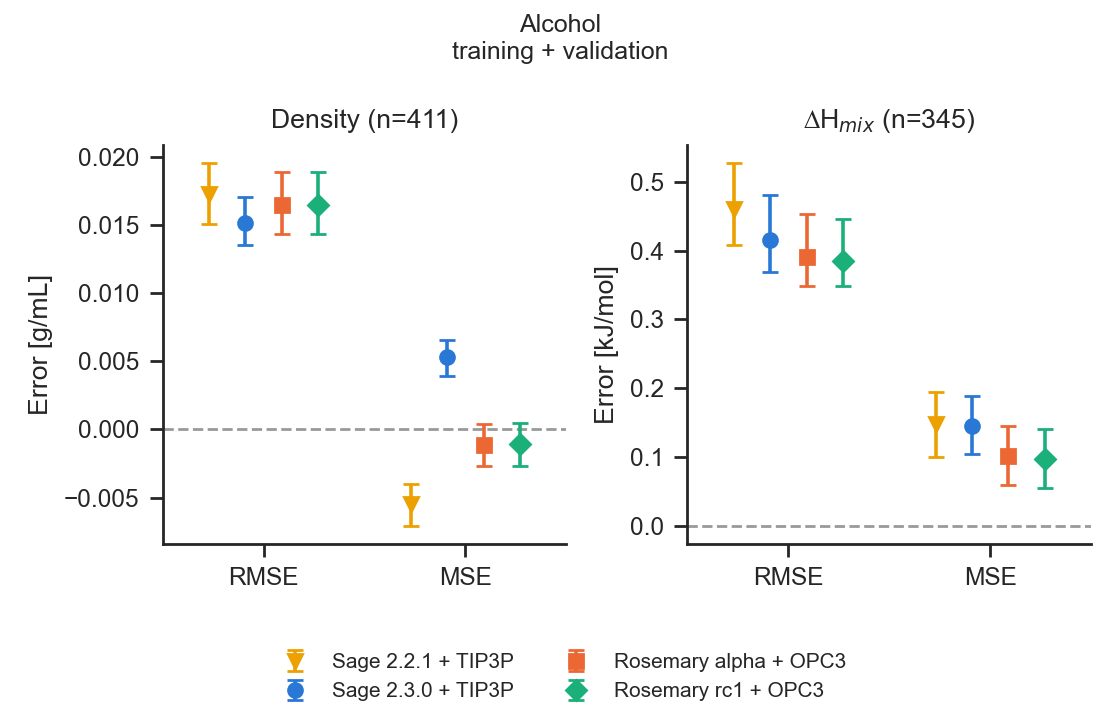 Alcohol
training + validation
Density (n=411)
ΔH_mix (n=345)
Error [g/mL]
0.020
0.015
0.010
0.005
0.000
−0.005
RMSE
MSE
Error [kJ/mol]
0.5
0.4
0.3
0.2
0.1
0.0
RMSE
MSE
Sage 2.2.1 + TIP3P
Sage 2.3.0 + TIP3P
Rosemary alpha + OPC3
Rosemary rc1 + OPC3